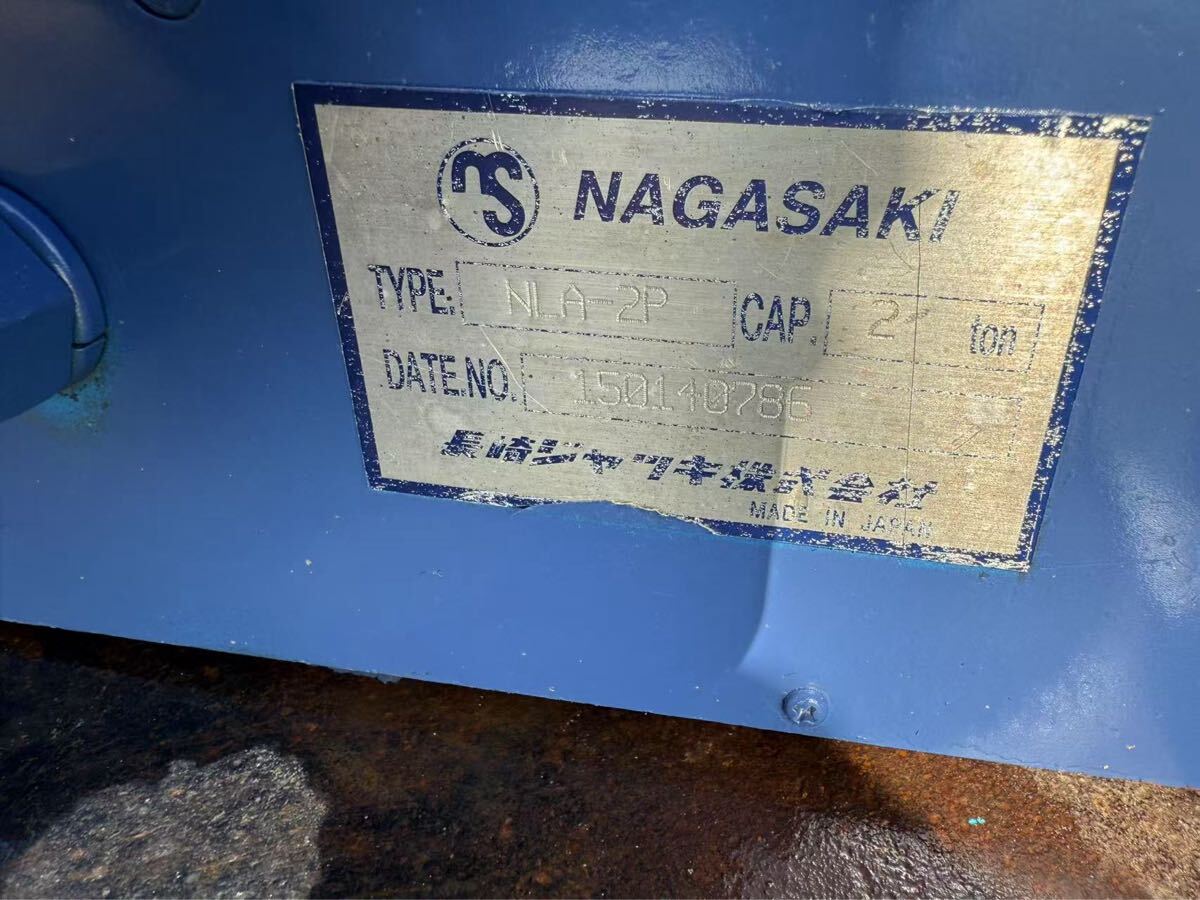 ns NAGASAKI
TYPE: NLA-2P CAP. 2 ton
DATE.NO. 150140786
長崎ジャッキ株式会社
MADE IN JAPAN